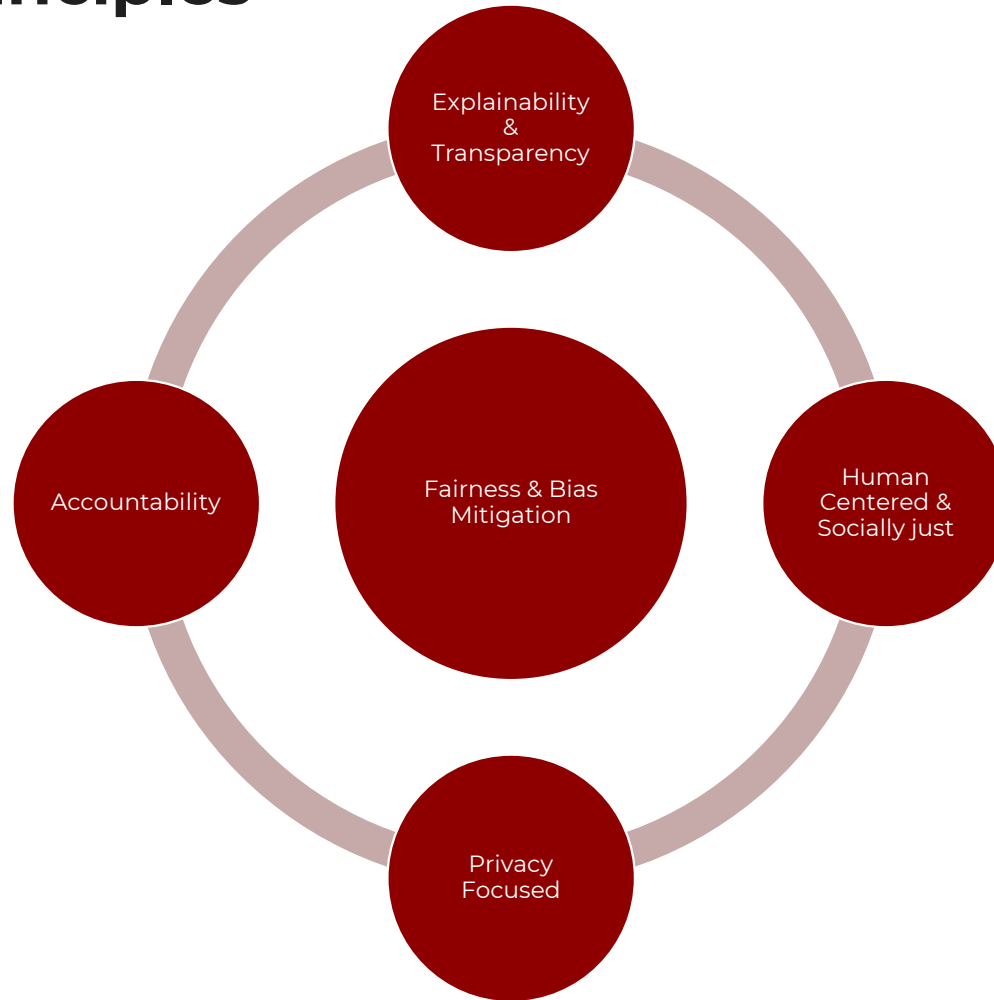 Explainability
&
Transparency
Accountability
Fairness & Bias
Mitigation
Human
Centered &
Socially just
Privacy
Focused